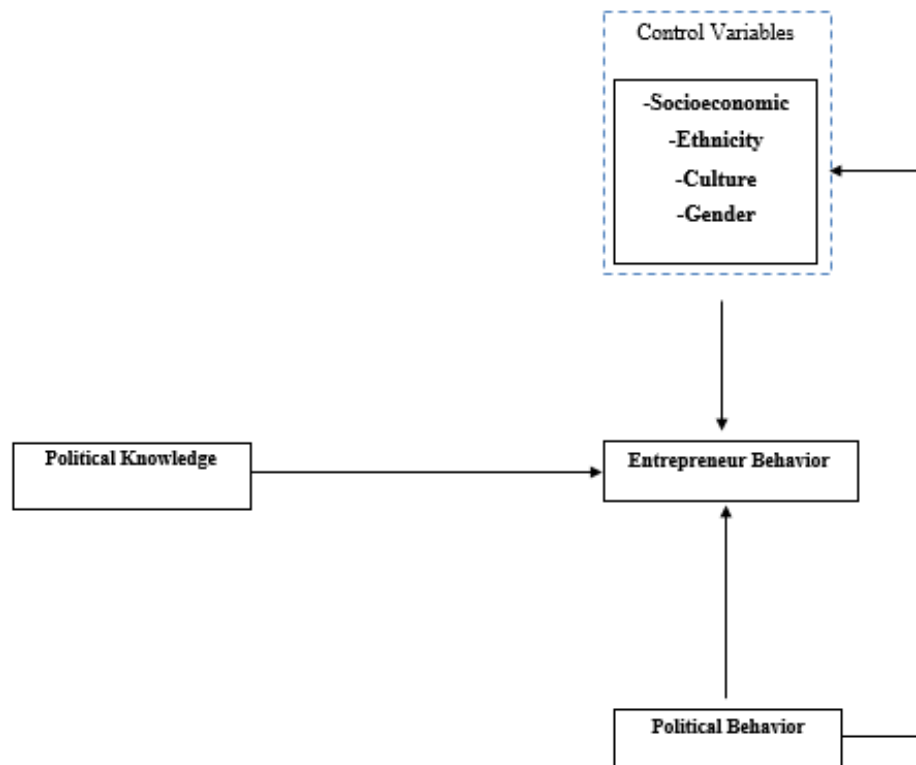 Control Variables
-Socioeconomic
-Ethnicity
-Culture
-Gender
Political Knowledge
Entrepreneur Behavior
Political Behavior